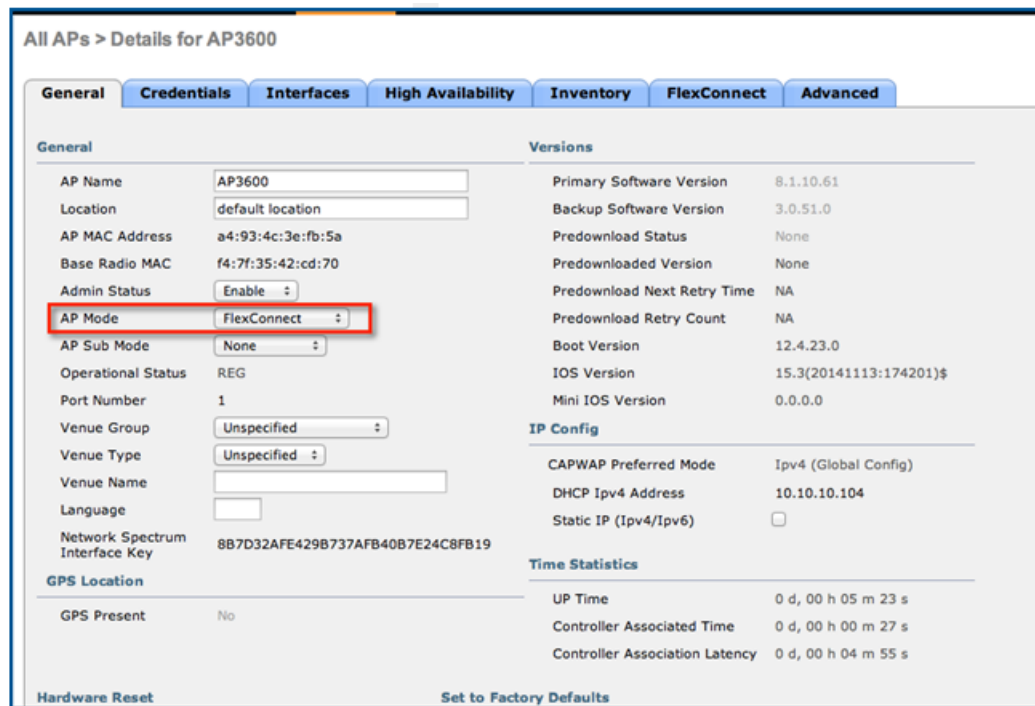 All APs > Details for AP3600
General Credentials Interfaces High Availability Inventory FlexConnect Advanced
General
AP Name AP3600
Location default location
AP MAC Address a4:93:4c:3e:fb:5a
Base Radio MAC f4:7f:35:42:cd:70
Admin Status Enable
AP Mode FlexConnect
AP Sub Mode None
Operational Status REG
Port Number 1
Venue Group Unspecified
Venue Type Unspecified
Venue Name
Language
Network Spectrum
Interface Key 8B7D32AFE429B737AFB40B7E24C8FB19
GPS Location
GPS Present No
Hardware Reset
Versions
Primary Software Version 8.1.10.61
Backup Software Version 3.0.51.0
Predownload Status None
Predownloaded Version None
Predownload Next Retry Time NA
Predownload Retry Count NA
Boot Version 12.4.23.0
IOS Version 15.3(20141113:174201)$
Mini IOS Version 0.0.0.0
IP Config
CAPWAP Preferred Mode Ipv4 (Global Config)
DHCP Ipv4 Address 10.10.10.104
Static IP (Ipv4/Ipv6)
Time Statistics
UP Time 0 d, 00 h 05 m 23 s
Controller Associated Time 0 d, 00 h 00 m 27 s
Controller Association Latency 0 d, 00 h 04 m 55 s
Set to Factory Defaults